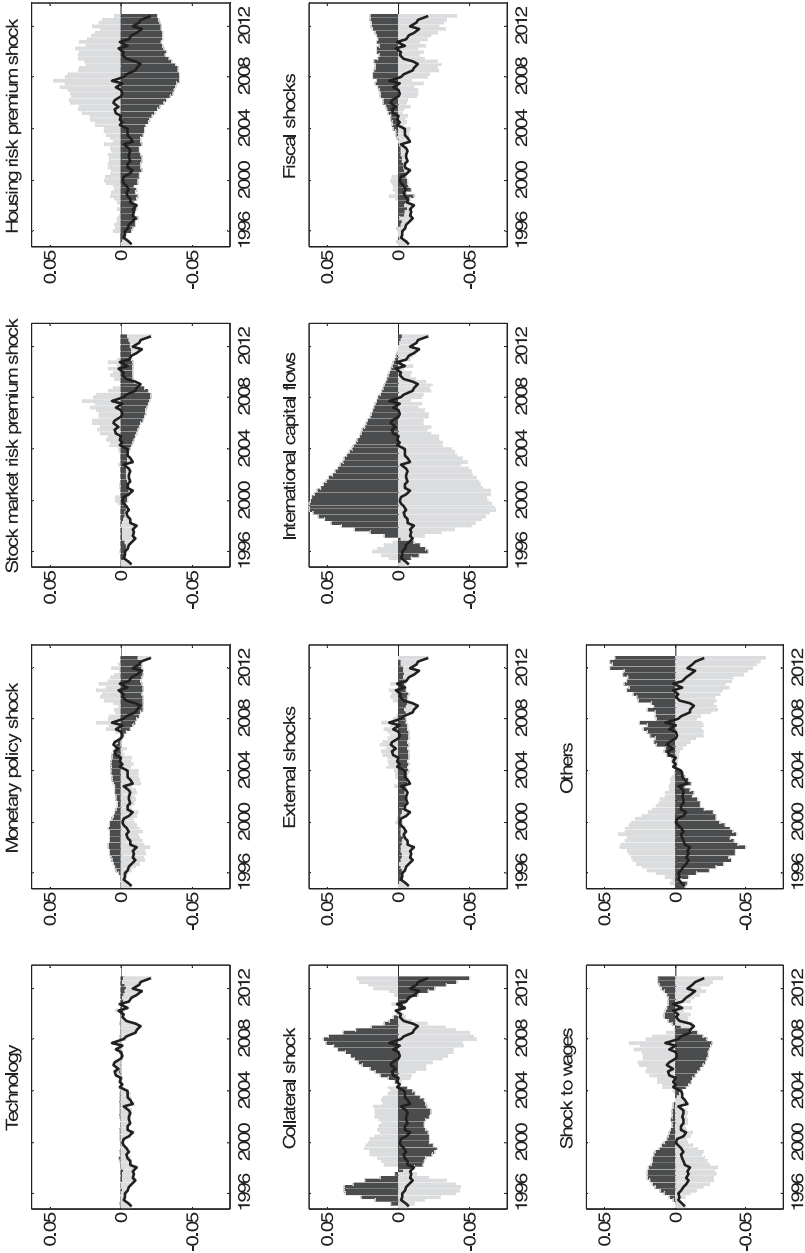 Technology
0.05
0
-0.05
1996 2000 2004 2008 2012
Monetary policy shock
0.05
0
-0.05
1996 2000 2004 2008 2012
Stock market risk premium shock
0.05
0
-0.05
1996 2000 2004 2008 2012
Housing risk premium shock
0.05
0
-0.05
1996 2000 2004 2008 2012
Collateral shock
0.05
0
-0.05
1996 2000 2004 2008 2012
External shocks
0.05
0
-0.05
1996 2000 2004 2008 2012
International capital flows
0.05
0
-0.05
1996 2000 2004 2008 2012
Fiscal shocks
0.05
0
-0.05
1996 2000 2004 2008 2012
Shock to wages
0.05
0
-0.05
1996 2000 2004 2008 2012
Others
0.05
0
-0.05
1996 2000 2004 2008 2012